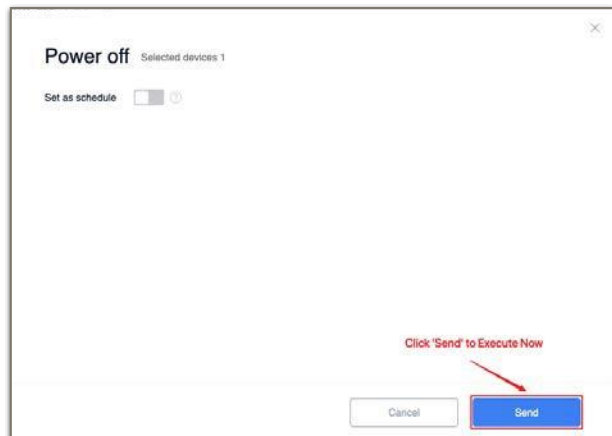 Power off Selected devices 1
Set as schedule
Click 'Send' to Execute Now
Cancel
Send